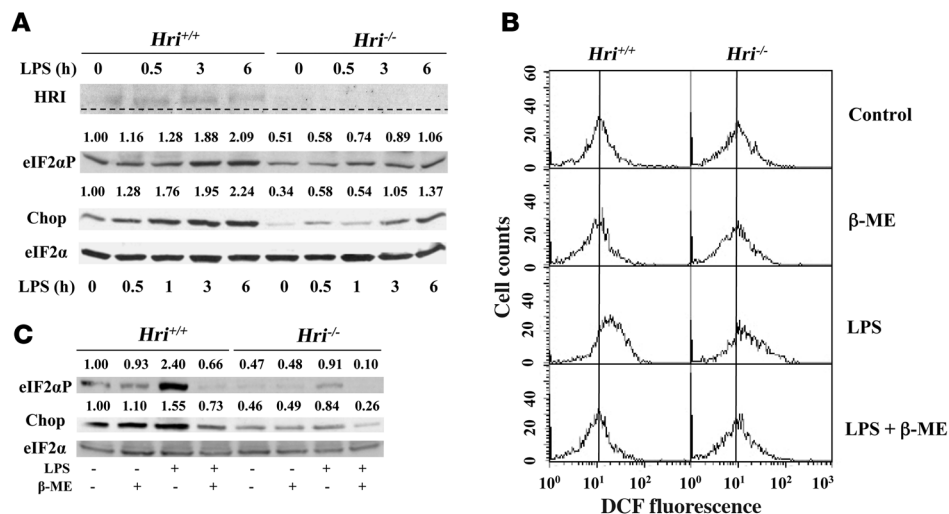 A
Hri+/+ Hri-/-
LPS (h) 0 0.5 3 6 0 0.5 3 6
HRI
1.00 1.16 1.28 1.88 2.09 0.51 0.58 0.74 0.89 1.06
eIF2αP
1.00 1.28 1.76 1.95 2.24 0.34 0.58 0.54 1.05 1.37
Chop
eIF2α
LPS (h) 0 0.5 1 3 6 0 0.5 1 3 6
B
Hri+/+ Hri-/-
Cell counts
60
40
20
0
Control
40
20
0
β-ME
40
20
0
LPS
40
20
0
LPS + β-ME
10⁰ 10¹ 10² 10⁰ 10¹ 10² 10³
DCF fluorescence
C
Hri+/+ Hri-/-
1.00 0.93 2.40 0.66 0.47 0.48 0.91 0.10
eIF2αP
1.00 1.10 1.55 0.73 0.46 0.49 0.84 0.26
Chop
eIF2α
LPS - - + + - - + +
β-ME - + - + - + - +